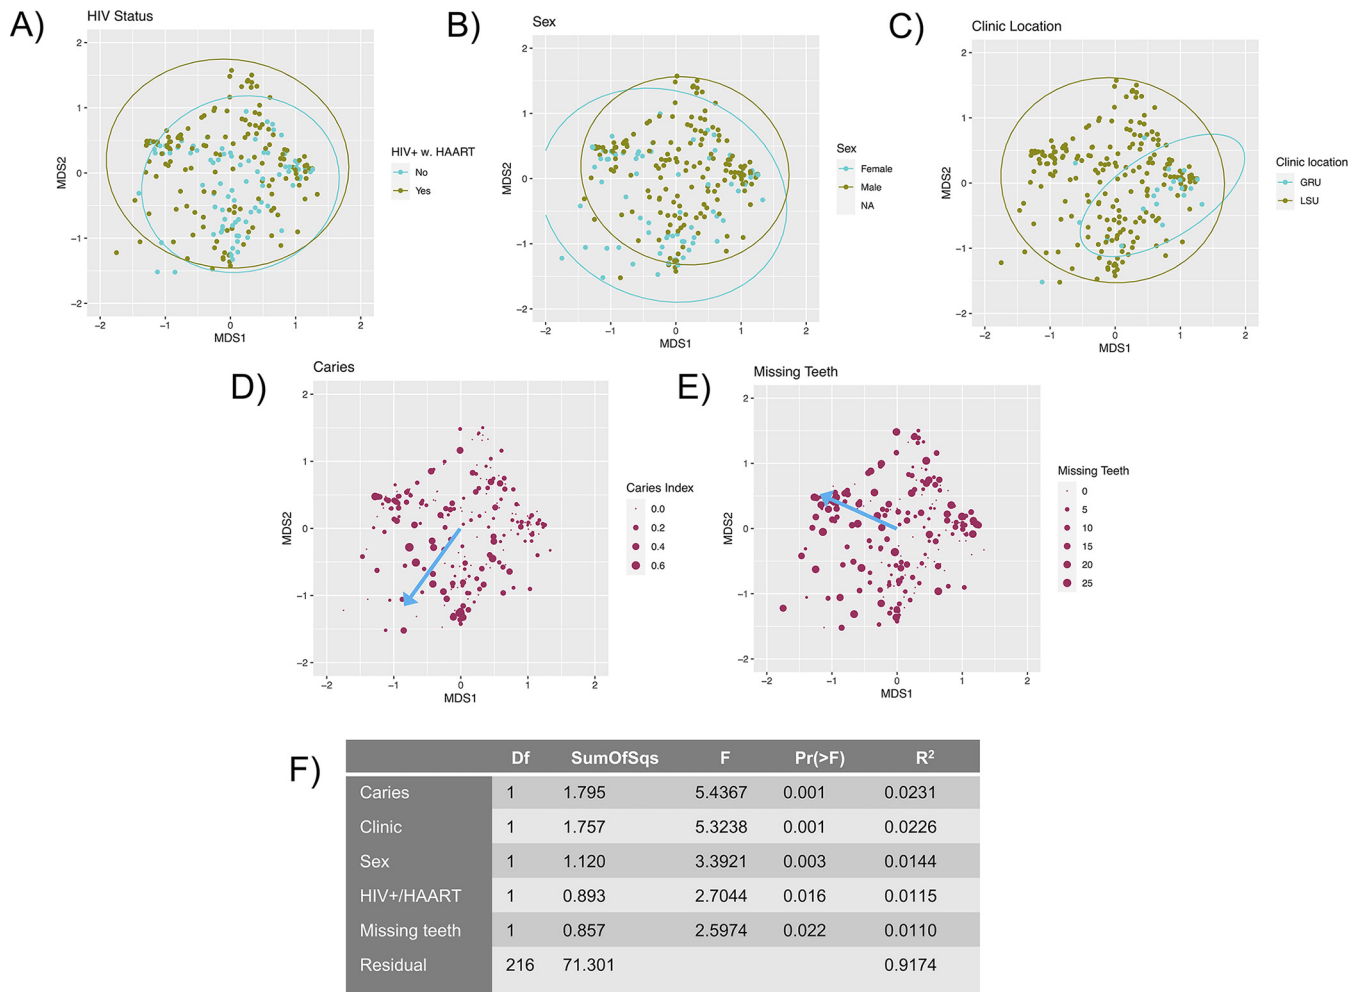 A)
HIV Status
2
1
0
−1
−2
MDS2
−2 −1 0 1 2
MDS1
HIV+ w. HAART
No
Yes
B)
Sex
2
1
0
−1
−2
MDS2
−2 −1 0 1 2
MDS1
Sex
Female
Male
NA
C)
Clinic Location
2
1
0
−1
−2
MDS2
−2 −1 0 1 2
MDS1
Clinic location
GRU
LSU
D)
Caries
2
1
0
−1
−2
MDS2
−2 −1 0 1 2
MDS1
Caries Index
0.0
0.2
0.4
0.6
E)
Missing Teeth
2
1
0
−1
−2
MDS2
−2 −1 0 1 2
MDS1
Missing Teeth
0
5
10
15
20
25
F)
Df SumOfSqs F Pr(>F) R²
Caries 1 1.795 5.4367 0.001 0.0231
Clinic 1 1.757 5.3238 0.001 0.0226
Sex 1 1.120 3.3921 0.003 0.0144
HIV+/HAART 1 0.893 2.7044 0.016 0.0115
Missing teeth 1 0.857 2.5974 0.022 0.0110
Residual 216 71.301 0.9174